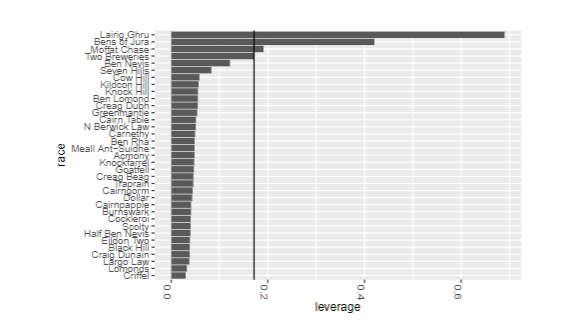 Lairig Ghru
Bens of Jura
Moffat Chase
Two Breweries
Ben Nevis
Seven Hills
Cow Hill
Kildcon Hill
Knock Hill
Ben Lomond
Creag Dubh
Greenmantle
Cairn Table
N Berwick Law
Carnethy
Ben Rha
Meall Ant-Suidhe
Acmony
Knockfarrel
Goatfell
Creag Beag
Traprain
Cairngorm
Dollar
Cairnpapple
Burnswark
Cockleroi
Scolty
Half Ben Nevis
Eildon Two
Black Hill
Craig Dunain
Largo Law
Lomonds
Criffel
race
0.0
0.2
0.4
0.6
leverage